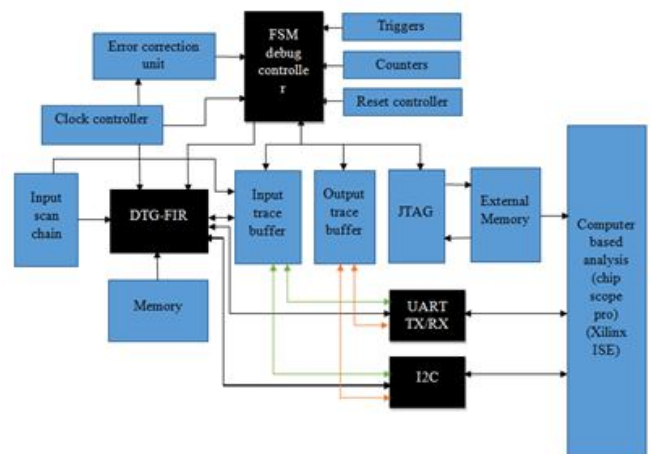 FSM
debug
controlle
r
Triggers
Counters
Reset controller
Error correction
unit
Clock controller
Input
scan
chain
DTG-FIR
Input
trace
buffer
Output
trace
buffer
JTAG
External
Memory
Computer
based
analysis
(chip
scope
pro)
(Xilinx
ISE)
Memory
UART
TX/RX
I2C